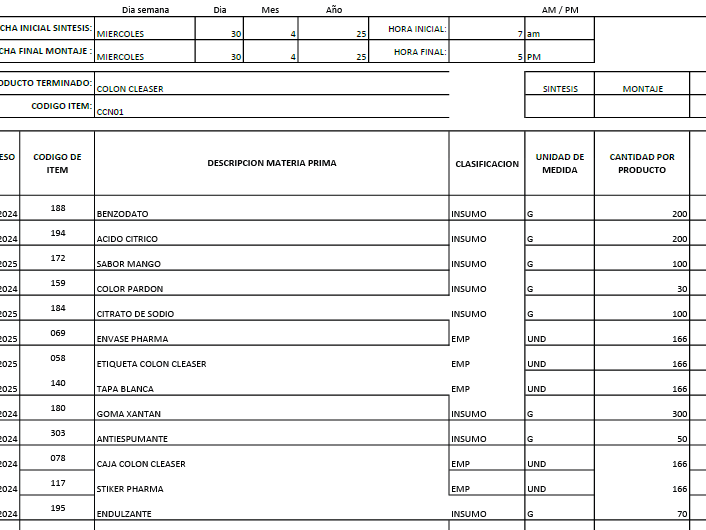 Dia semana Dia Mes Año AM / PM
CHA INICIAL SINTESIS: MIERCOLES 30 4 25 HORA INICIAL: 7 am
CHA FINAL MONTAJE : MIERCOLES 30 4 25 HORA FINAL: 5 PM
ODUCTO TERMINADO: COLON CLEASER SINTESIS MONTAJE
CODIGO ITEM: CCN01
ESO CODIGO DE ITEM DESCRIPCION MATERIA PRIMA CLASIFICACION UNIDAD DE MEDIDA CANTIDAD POR PRODUCTO
2024 188 BENZODATO INSUMO G 200
2024 194 ACIDO CITRICO INSUMO G 200
2025 172 SABOR MANGO INSUMO G 100
2024 159 COLOR PARDON INSUMO G 30
2025 184 CITRATO DE SODIO INSUMO G 100
2025 069 ENVASE PHARMA EMP UND 166
2025 058 ETIQUETA COLON CLEASER EMP UND 166
2025 140 TAPA BLANCA EMP UND 166
2024 180 GOMA XANTAN INSUMO G 300
2024 303 ANTIESPUMANTE INSUMO G 50
2024 078 CAJA COLON CLEASER EMP UND 166
2024 117 STIKER PHARMA EMP UND 166
2024 195 ENDULZANTE INSUMO G 70